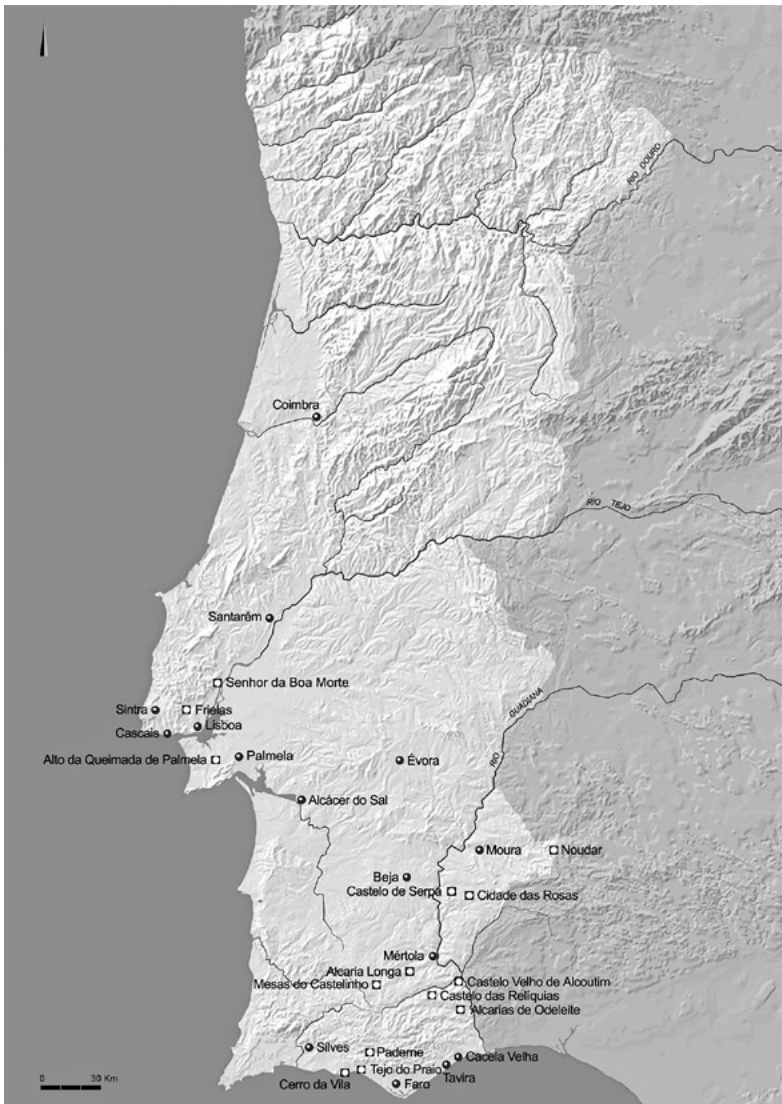 RIO DOURO
Coimbra
RIO TEJO
Santarém
Senhor da Boa Morte
RIO GUADIANA
Sintra
Frielas
Lisboa
Cascais
Alto da Queimada de Palmela
Palmela
Évora
Alcácer do Sal
Moura
Noudar
Beja
Castelo de Serpa
Cidade das Rosas
Mértola
Alcaria Longa
Mesas do Castelinho
Castelo Velho de Alcoutim
Castelo das Relíquias
Alcarias de Odeleite
Silves
Paderne
Cacela Velha
Tejo do Praio
Tavira
Cerro da Vila
Faro
0 30 Km